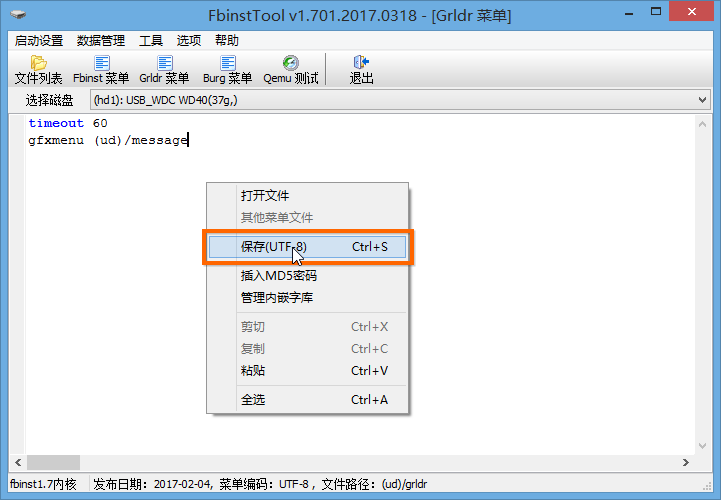 FbinstTool v1.701.2017.0318 - [Grldr 菜单]
启动设置 数据管理 工具 选项 帮助
文件列表 Fbinst 菜单 Grldr 菜单 Burg 菜单 Qemu 测试 退出
选择磁盘 (hd1): USB_WDC WD40(37g,)
timeout 60
gfxmenu (ud)/message
打开文件
其他菜单文件
保存(UTF-8) Ctrl+S
插入MD5密码
管理内嵌字库
剪切 Ctrl+X
复制 Ctrl+C
粘贴 Ctrl+V
全选 Ctrl+A
fbinst1.7内核 发布日期：2017-02-04, 菜单编码：UTF-8 , 文件路径：(ud)/grldr